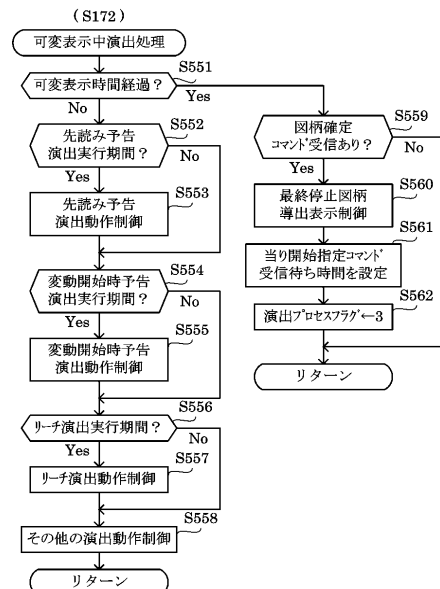 (S172)
可変表示中演出処理
可変表示時間経過？
S551
No
Yes
先読み予告
演出実行期間？
S552
Yes
No
先読み予告
演出動作制御
S553
変動開始時予告
演出実行期間？
S554
Yes
No
変動開始時予告
演出動作制御
S555
リーチ演出実行期間？
S556
Yes
No
リーチ演出動作制御
S557
その他の演出動作制御
S558
リターン
図柄確定
コマンド受信あり？
S559
Yes
No
最終停止図柄
導出表示制御
S560
当り開始指定コマンド
受信待ち時間を設定
S561
演出プロセスフラグ←3
S562
リターン